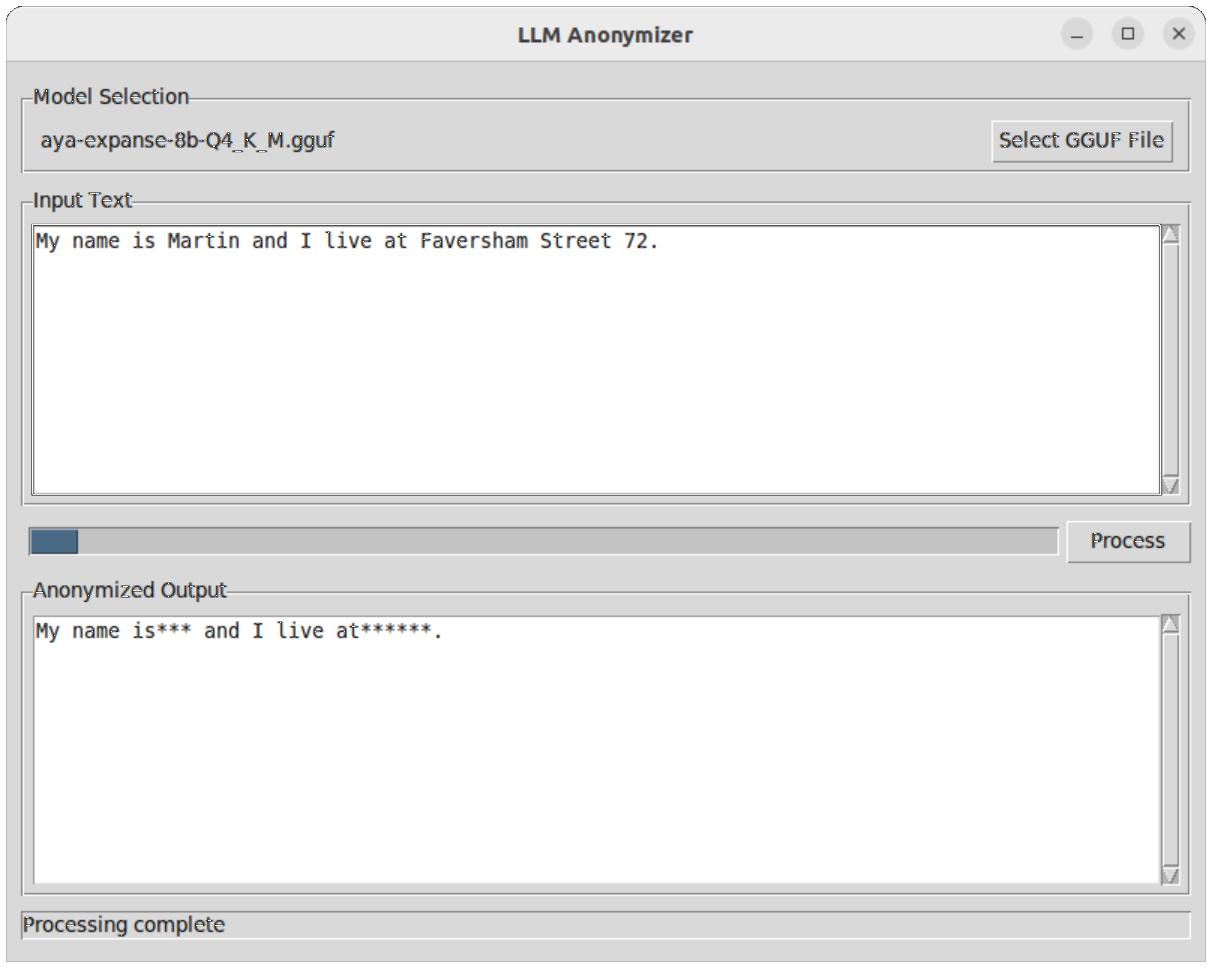 LLM Anonymizer
Model Selection
aya-expanse-8b-Q4_K_M.gguf
Select GGUF File
Input Text
My name is Martin and I live at Faversham Street 72.
Process
Anonymized Output
My name is*** and I live at******.
Processing complete